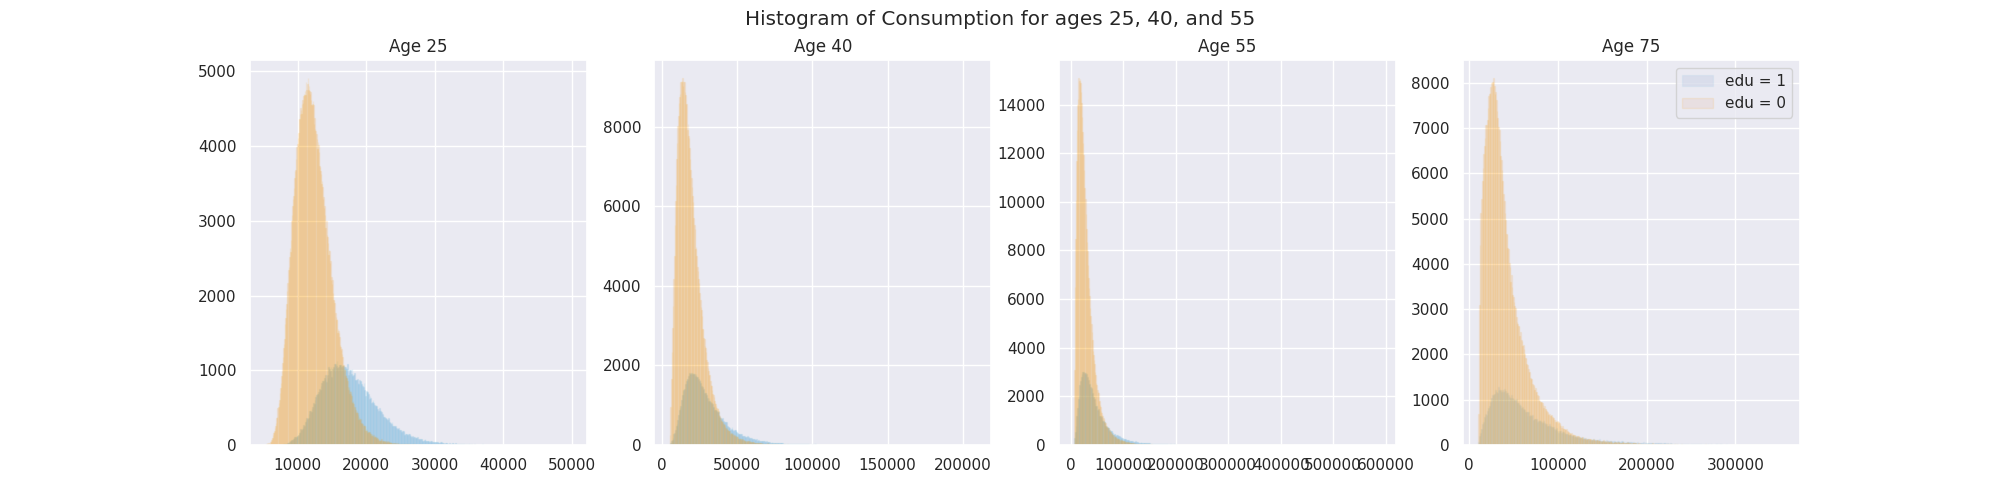 Histogram of Consumption for ages 25, 40, and 55
Age 25
5000
4000
3000
2000
1000
0
10000 20000 30000 40000 50000
Age 40
8000
6000
4000
2000
0
0 50000 100000 150000 200000
Age 55
14000
12000
10000
8000
6000
4000
2000
0
0 100000 200000 300000 400000 500000 600000
Age 75
edu = 1
edu = 0
8000
7000
6000
5000
4000
3000
2000
1000
0
0 100000 200000 300000